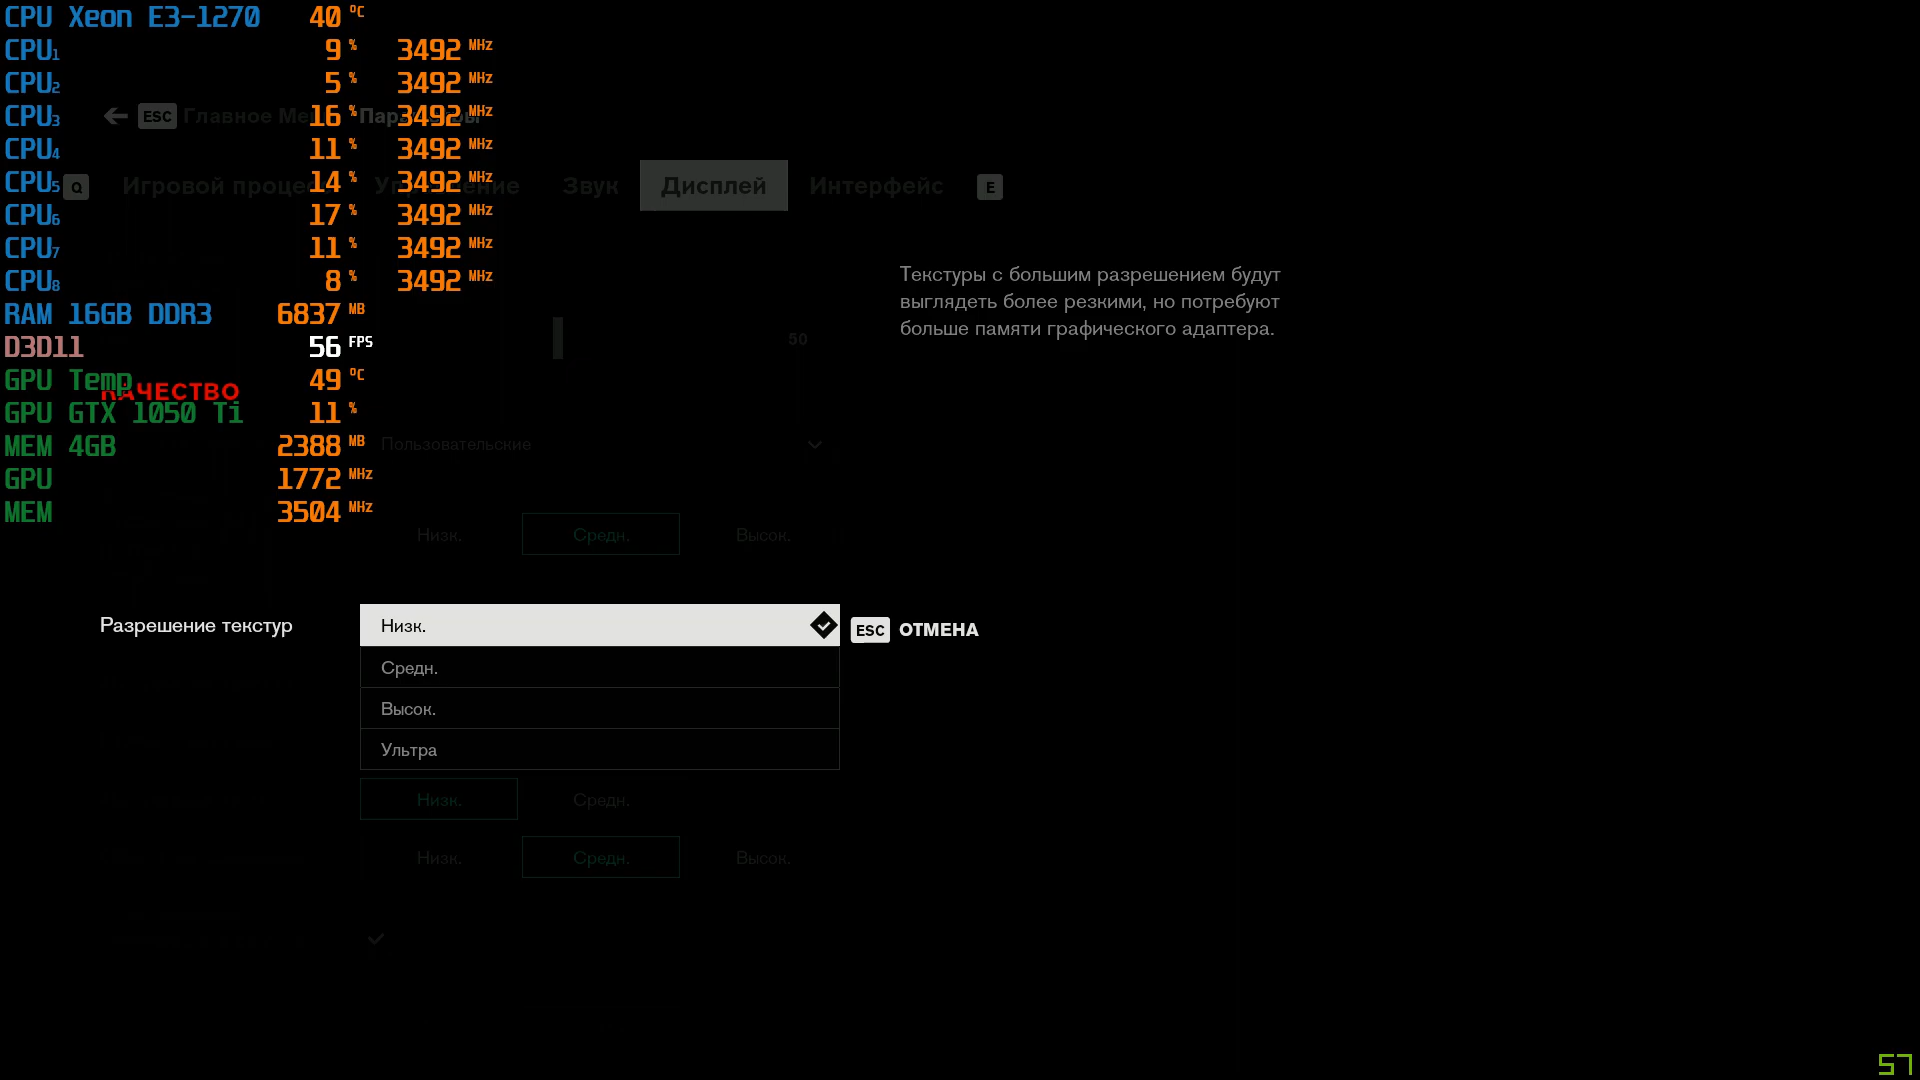 CPU Xeon E3-1270 40 °C
CPU1 9 % 3492 MHz
CPU2 5 % 3492 MHz
ESC Главное
CPU3 16 % 3492 MHz
CPU4 11 % 3492 MHz
CPU5 14 % 3492 MHz
Q Игровой Звук Дисплей Интерфейс E
CPU6 17 % 3492 MHz
CPU7 11 % 3492 MHz
CPU8 8 % 3492 MHz
Текстуры с большим разрешением будут
выглядеть более резкими, но потребуют
больше памяти графического адаптера.
RAM 16GB DDR3 6837 MB
50
D3D11 56 FPS
GPU Temp 49 °C
КАЧЕСТВО
GPU GTX 1050 Ti 11 %
MEM 4GB 2388 MB
Пользовательские
GPU 1772 MHz
MEM 3504 MHz
Низк. Средн. Высок.
Разрешение текстур Низк. ESC ОТМЕНА
Средн.
Высок.
Ультра
Низк. Средн.
Низк. Средн. Высок.
57